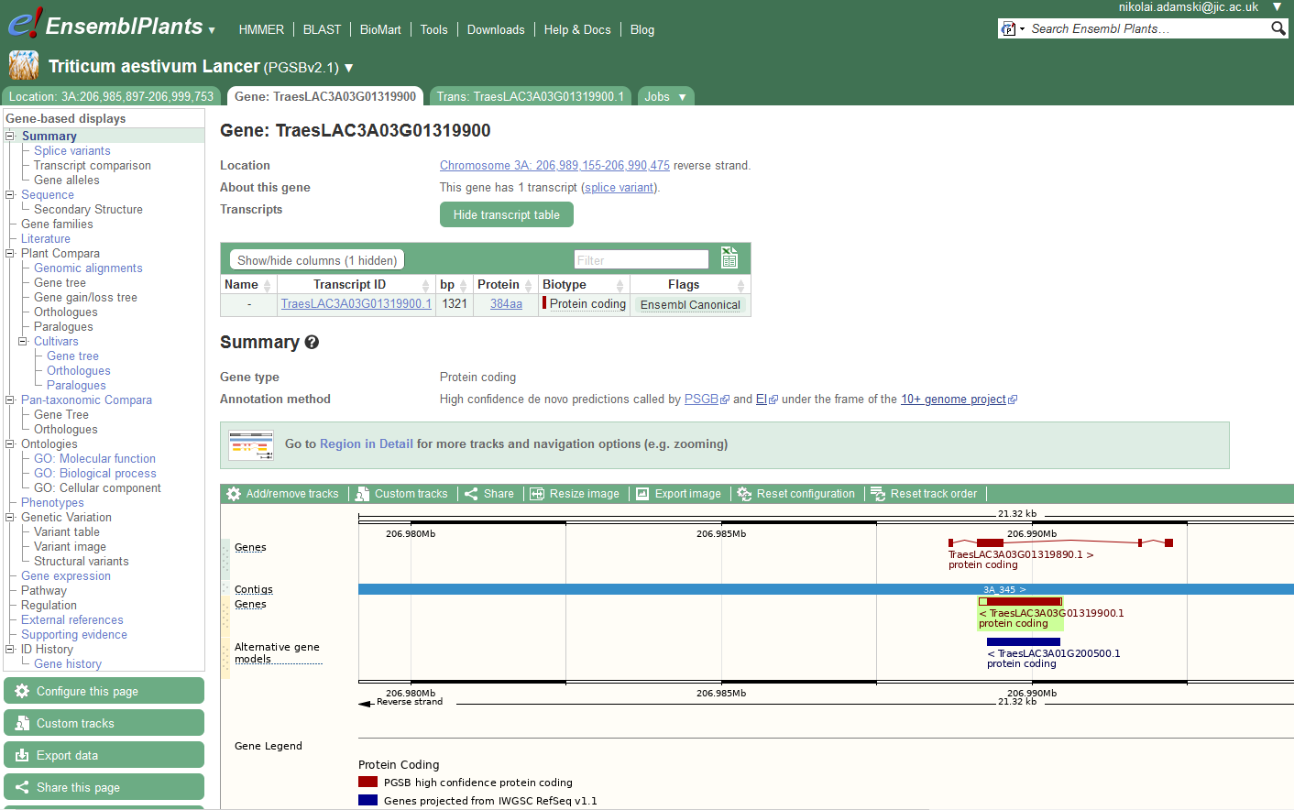 nikolai.adamski@jic.ac.uk ▼
e! EnsemblPlants ▾ HMMER | BLAST | BioMart | Tools | Downloads | Help & Docs | Blog
Search Ensembl Plants…
Triticum aestivum Lancer (PGSBv2.1) ▼
Location: 3A:206,985,897-206,999,753 Gene: TraesLAC3A03G01319900 Trans: TraesLAC3A03G01319900.1 Jobs ▼
Gene-based displays
Summary
Splice variants
Transcript comparison
Gene alleles
Sequence
Secondary Structure
Gene families
Literature
Plant Compara
Genomic alignments
Gene tree
Gene gain/loss tree
Orthologues
Paralogues
Cultivars
Gene tree
Orthologues
Paralogues
Pan-taxonomic Compara
Gene Tree
Orthologues
Ontologies
GO: Molecular function
GO: Biological process
GO: Cellular component
Phenotypes
Genetic Variation
Variant table
Variant image
Structural variants
Gene expression
Pathway
Regulation
External references
Supporting evidence
ID History
Gene history
Configure this page
Custom tracks
Export data
Share this page
Gene: TraesLAC3A03G01319900
Location Chromosome 3A: 206,989,155-206,990,475 reverse strand.
About this gene This gene has 1 transcript (splice variant).
Transcripts Hide transcript table
Show/hide columns (1 hidden) Filter
Name Transcript ID bp Protein Biotype Flags
- TraesLAC3A03G01319900.1 1321 384aa Protein coding Ensembl Canonical
Summary ?
Gene type Protein coding
Annotation method High confidence de novo predictions called by PSGB and EI under the frame of the 10+ genome project
Go to Region in Detail for more tracks and navigation options (e.g. zooming)
Add/remove tracks | Custom tracks | Share | Resize image | Export image | Reset configuration | Reset track order
21.32 kb
206.980Mb 206.985Mb 206.990Mb
Genes
TraesLAC3A03G01319890.1 >
protein coding
Contigs 3A_345 >
Genes
< TraesLAC3A03G01319900.1
protein coding
Alternative gene
models
< TraesLAC3A01G200500.1
protein coding
206.980Mb 206.985Mb 206.990Mb
Reverse strand 21.32 kb
Gene Legend
Protein Coding
PGSB high confidence protein coding
Genes projected from IWGSC RefSeq v1.1